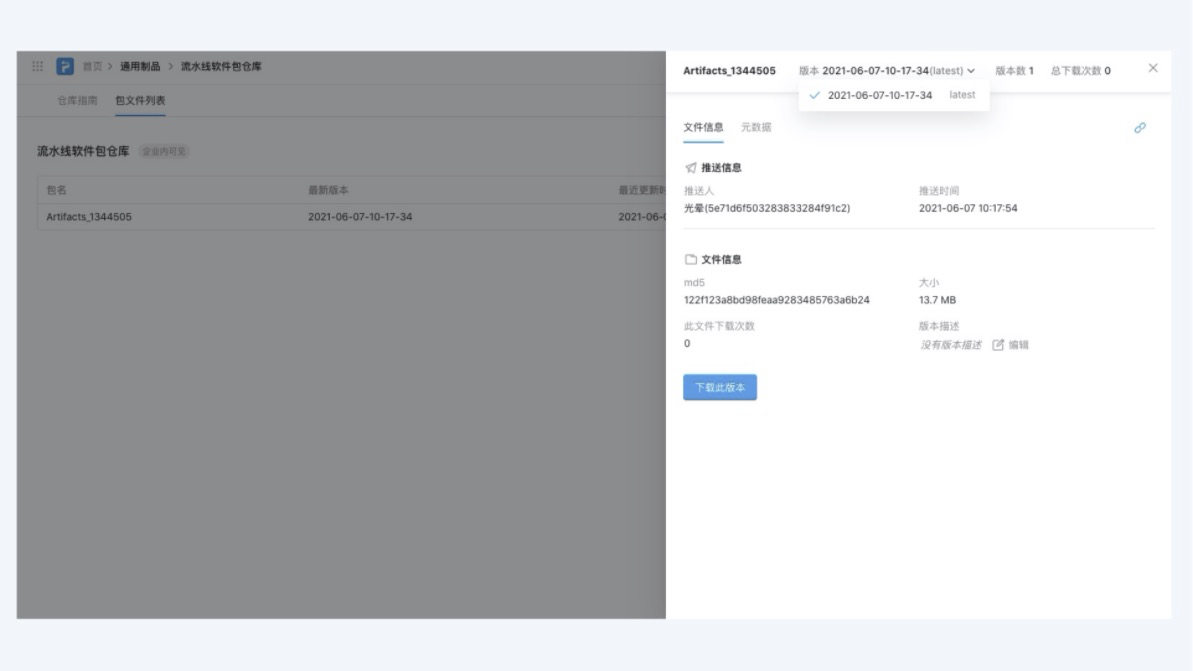 首页 > 通用制品 > 流水线软件包仓库
仓库指南 包文件列表
流水线软件包仓库 企业内可见
包名 最新版本 最近更新时
Artifacts_1344505 2021-06-07-10-17-34 2021-06-0
Artifacts_1344505 版本 2021-06-07-10-17-34(latest) 版本数 1 总下载次数 0
2021-06-07-10-17-34 latest
文件信息 元数据
推送信息
推送人 推送时间
光晕(5e71d6f503283833284f91c2) 2021-06-07 10:17:54
文件信息
md5 大小
122f123a8bd98feaa9283485763a6b24 13.7 MB
此文件下载次数 版本描述
0 没有版本描述 编辑
下载此版本